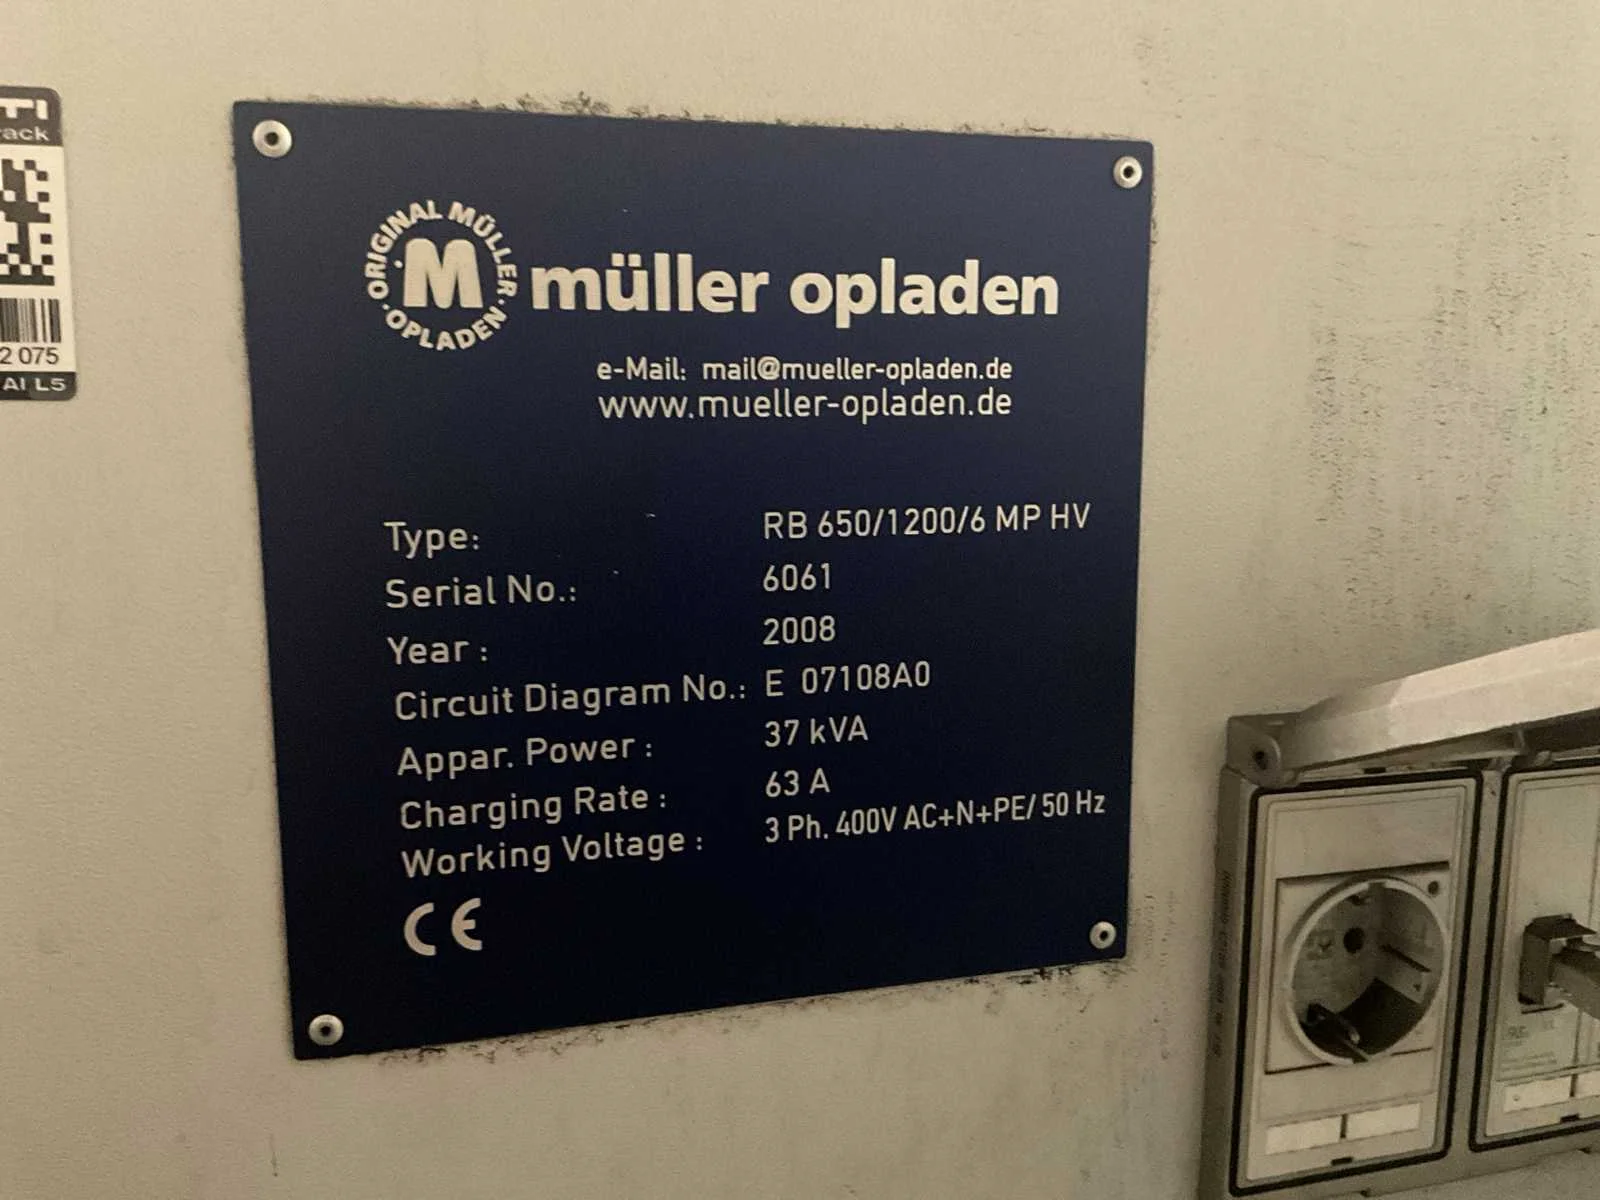 TI
rack
2 075
AI L5
ORIGINAL MÜLLER
M
· OPLADEN ·
müller opladen
e-Mail: mail@mueller-opladen.de
www.mueller-opladen.de
Type: RB 650/1200/6 MP HV
Serial No.: 6061
Year : 2008
Circuit Diagram No.: E 07108A0
Appar. Power : 37 kVA
Charging Rate : 63 A
Working Voltage : 3 Ph. 400V AC+N+PE/ 50 Hz
CE